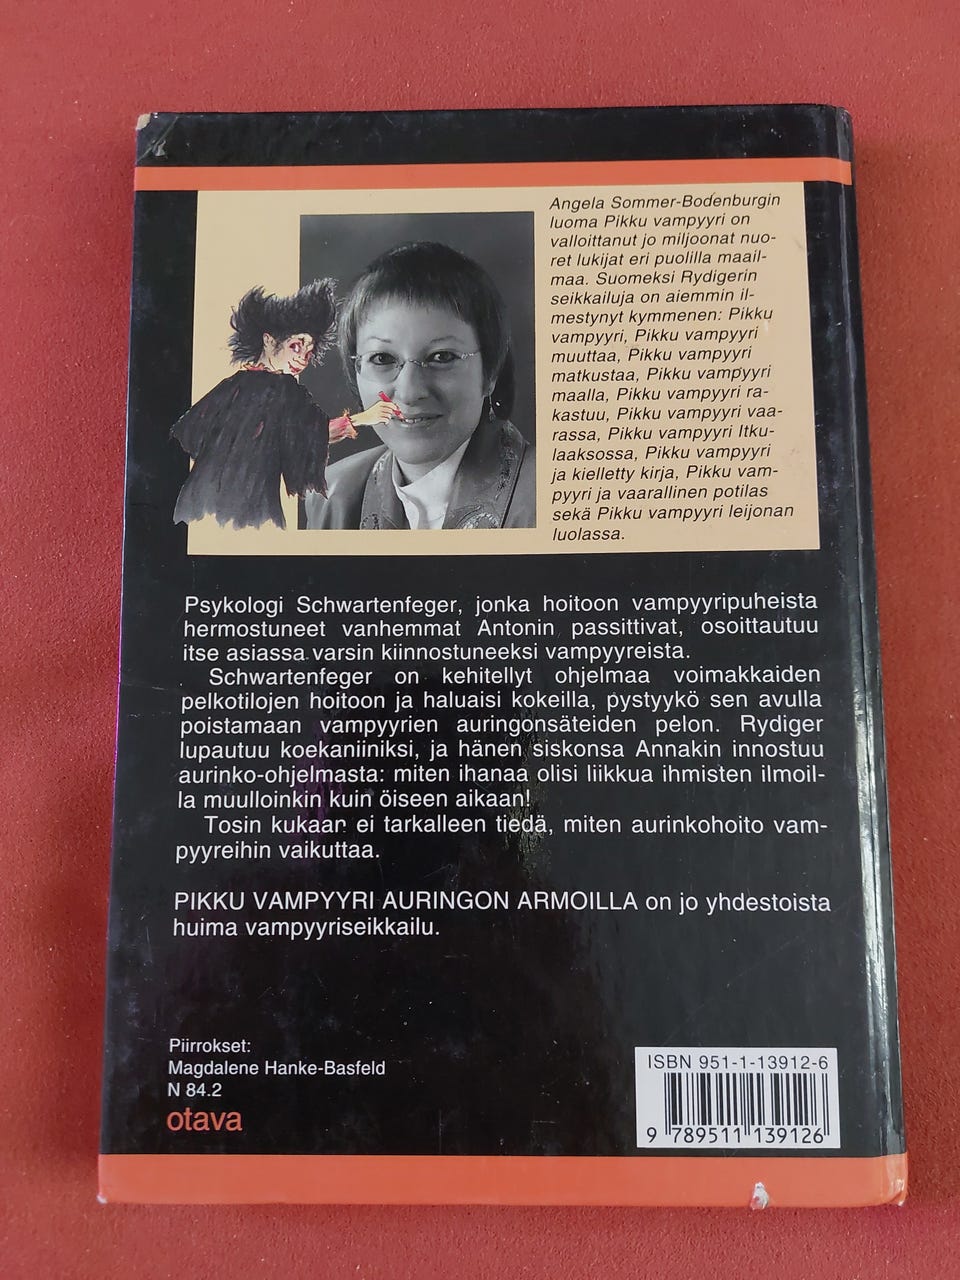 Angela Sommer-Bodenburgin
luoma Pikku vampyyri on
valloittanut jo miljoonat nuo-
ret lukijat eri puolilla maail-
maa. Suomeksi Rydigerin
seikkailuja on aiemmin il-
mestynyt kymmenen: Pikku
vampyyri, Pikku vampyyri
muuttaa, Pikku vampyyri
matkustaa, Pikku vampyyri
maalla, Pikku vampyyri ra-
kastuu, Pikku vampyyri vaa-
rassa, Pikku vampyyri Itku-
laaksossa, Pikku vampyyri
ja kielletty kirja, Pikku vam-
pyyri ja vaarallinen potilas
sekä Pikku vampyyri leijonan
luolassa.
Psykologi Schwartenfeger, jonka hoitoon vampyyripuheista
hermostuneet vanhemmat Antonin passittivat, osoittautuu
itse asiassa varsin kiinnostuneeksi vampyyreista.
Schwartenfeger on kehitellyt ohjelmaa voimakkaiden
pelkotilojen hoitoon ja haluaisi kokeilla, pystyykö sen avulla
poistamaan vampyyrien auringonsäteiden pelon. Rydiger
lupautuu koekaniiniksi, ja hänen siskonsa Annakin innostuu
aurinko-ohjelmasta: miten ihanaa olisi liikkua ihmisten ilmoil-
la muulloinkin kuin öiseen aikaan!
Tosin kukaan ei tarkalleen tiedä, miten aurinkohoito vam-
pyyreihin vaikuttaa.
PIKKU VAMPYYRI AURINGON ARMOILLA on jo yhdestoista
huima vampyyriseikkailu.
Piirrokset:
Magdalene Hanke-Basfeld
N 84.2
otava
ISBN 951-1-13912-6
9 789511 139126